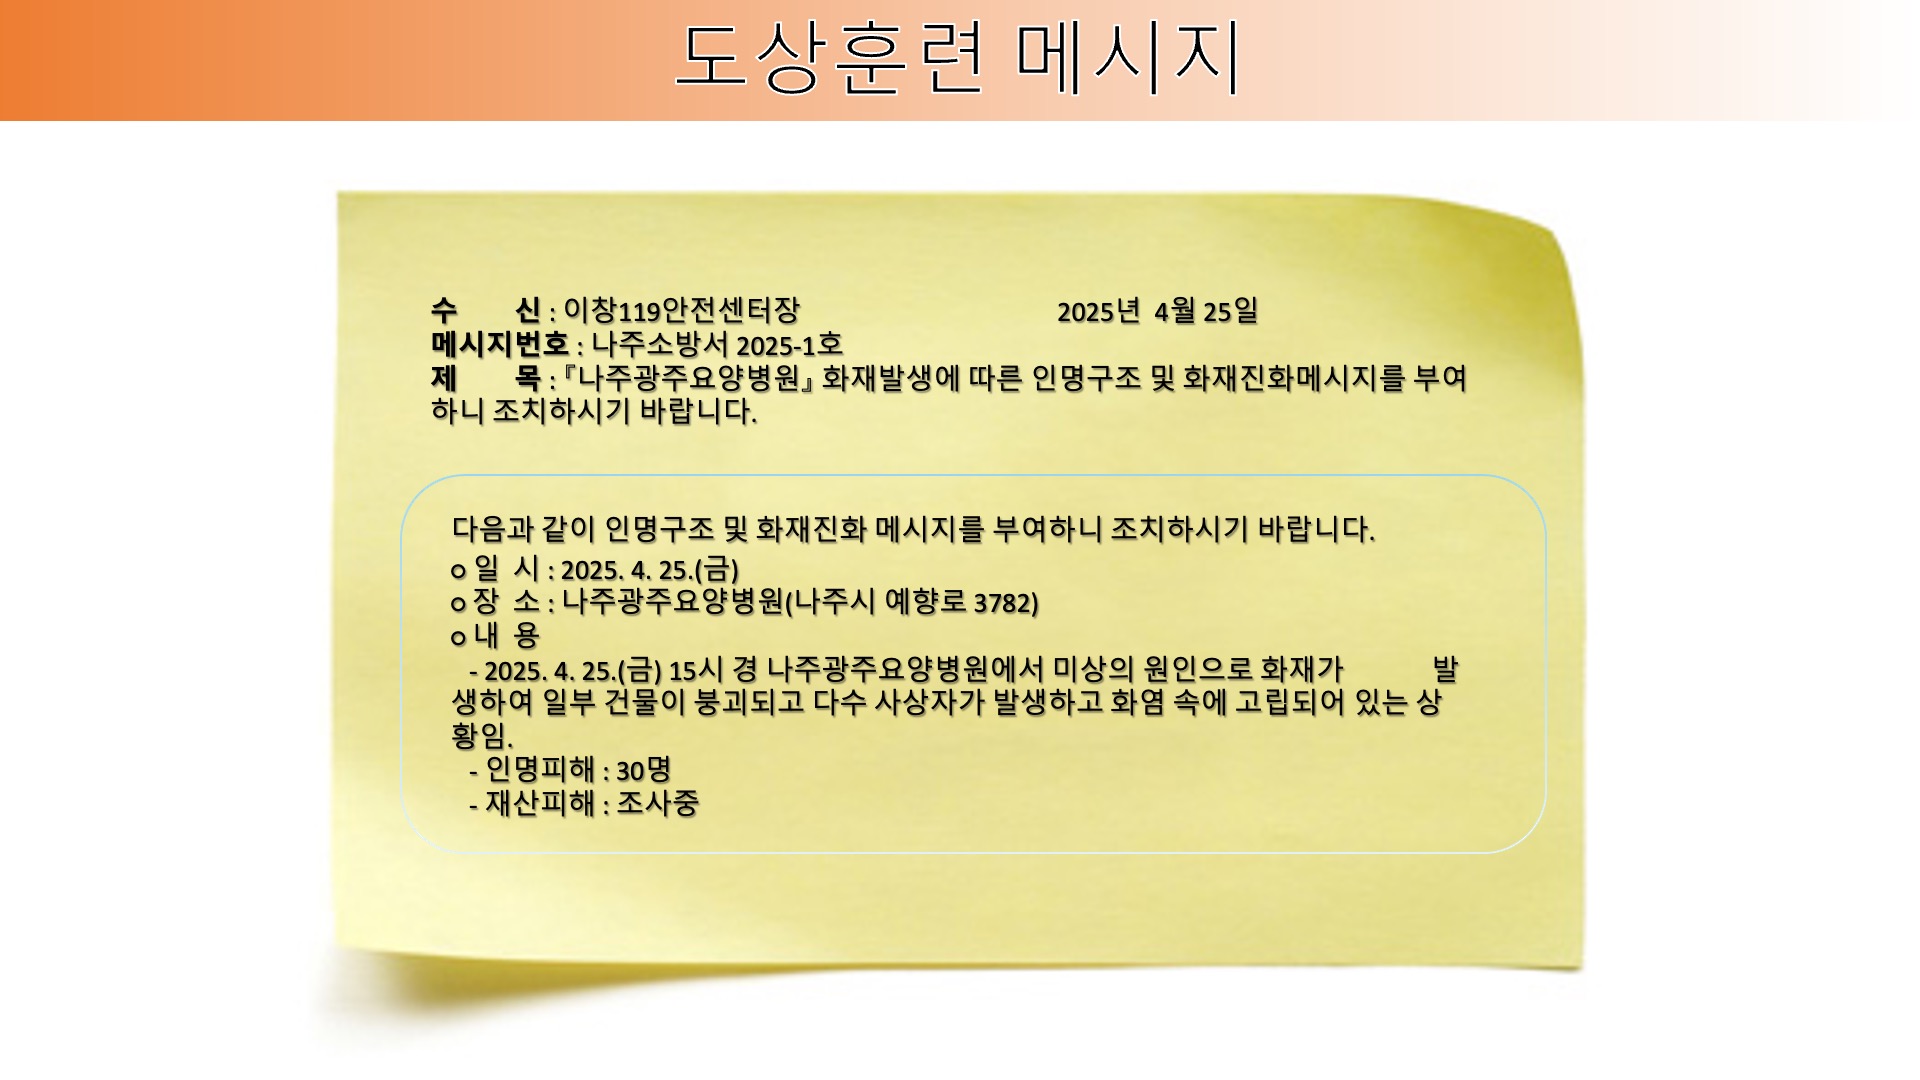 도상훈련 메시지
수 신 : 이창119안전센터장 2025년 4월 25일
메시지번호 : 나주소방서 2025-1호
제 목 : 『나주광주요양병원』 화재발생에 따른 인명구조 및 화재진화메시지를 부여
하니 조치하시기 바랍니다.
다음과 같이 인명구조 및 화재진화 메시지를 부여하니 조치하시기 바랍니다.
o 일 시 : 2025. 4. 25.(금)
o 장 소 : 나주광주요양병원(나주시 예향로 3782)
o 내 용
- 2025. 4. 25.(금) 15시 경 나주광주요양병원에서 미상의 원인으로 화재가 발
생하여 일부 건물이 붕괴되고 다수 사상자가 발생하고 화염 속에 고립되어 있는 상
황임.
- 인명피해 : 30명
- 재산피해 : 조사중